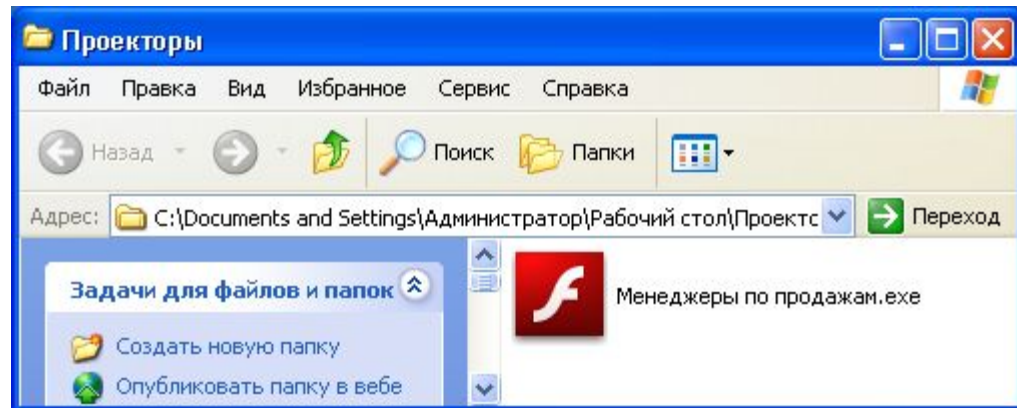 Проекторы
Файл Правка Вид Избранное Сервис Справка
Назад Поиск Папки
Адрес: C:\Documents and Settings\Администратор\Рабочий стол\Проектс Переход
Задачи для файлов и папок
Менеджеры по продажам.exe
Создать новую папку
Опубликовать папку в вебе